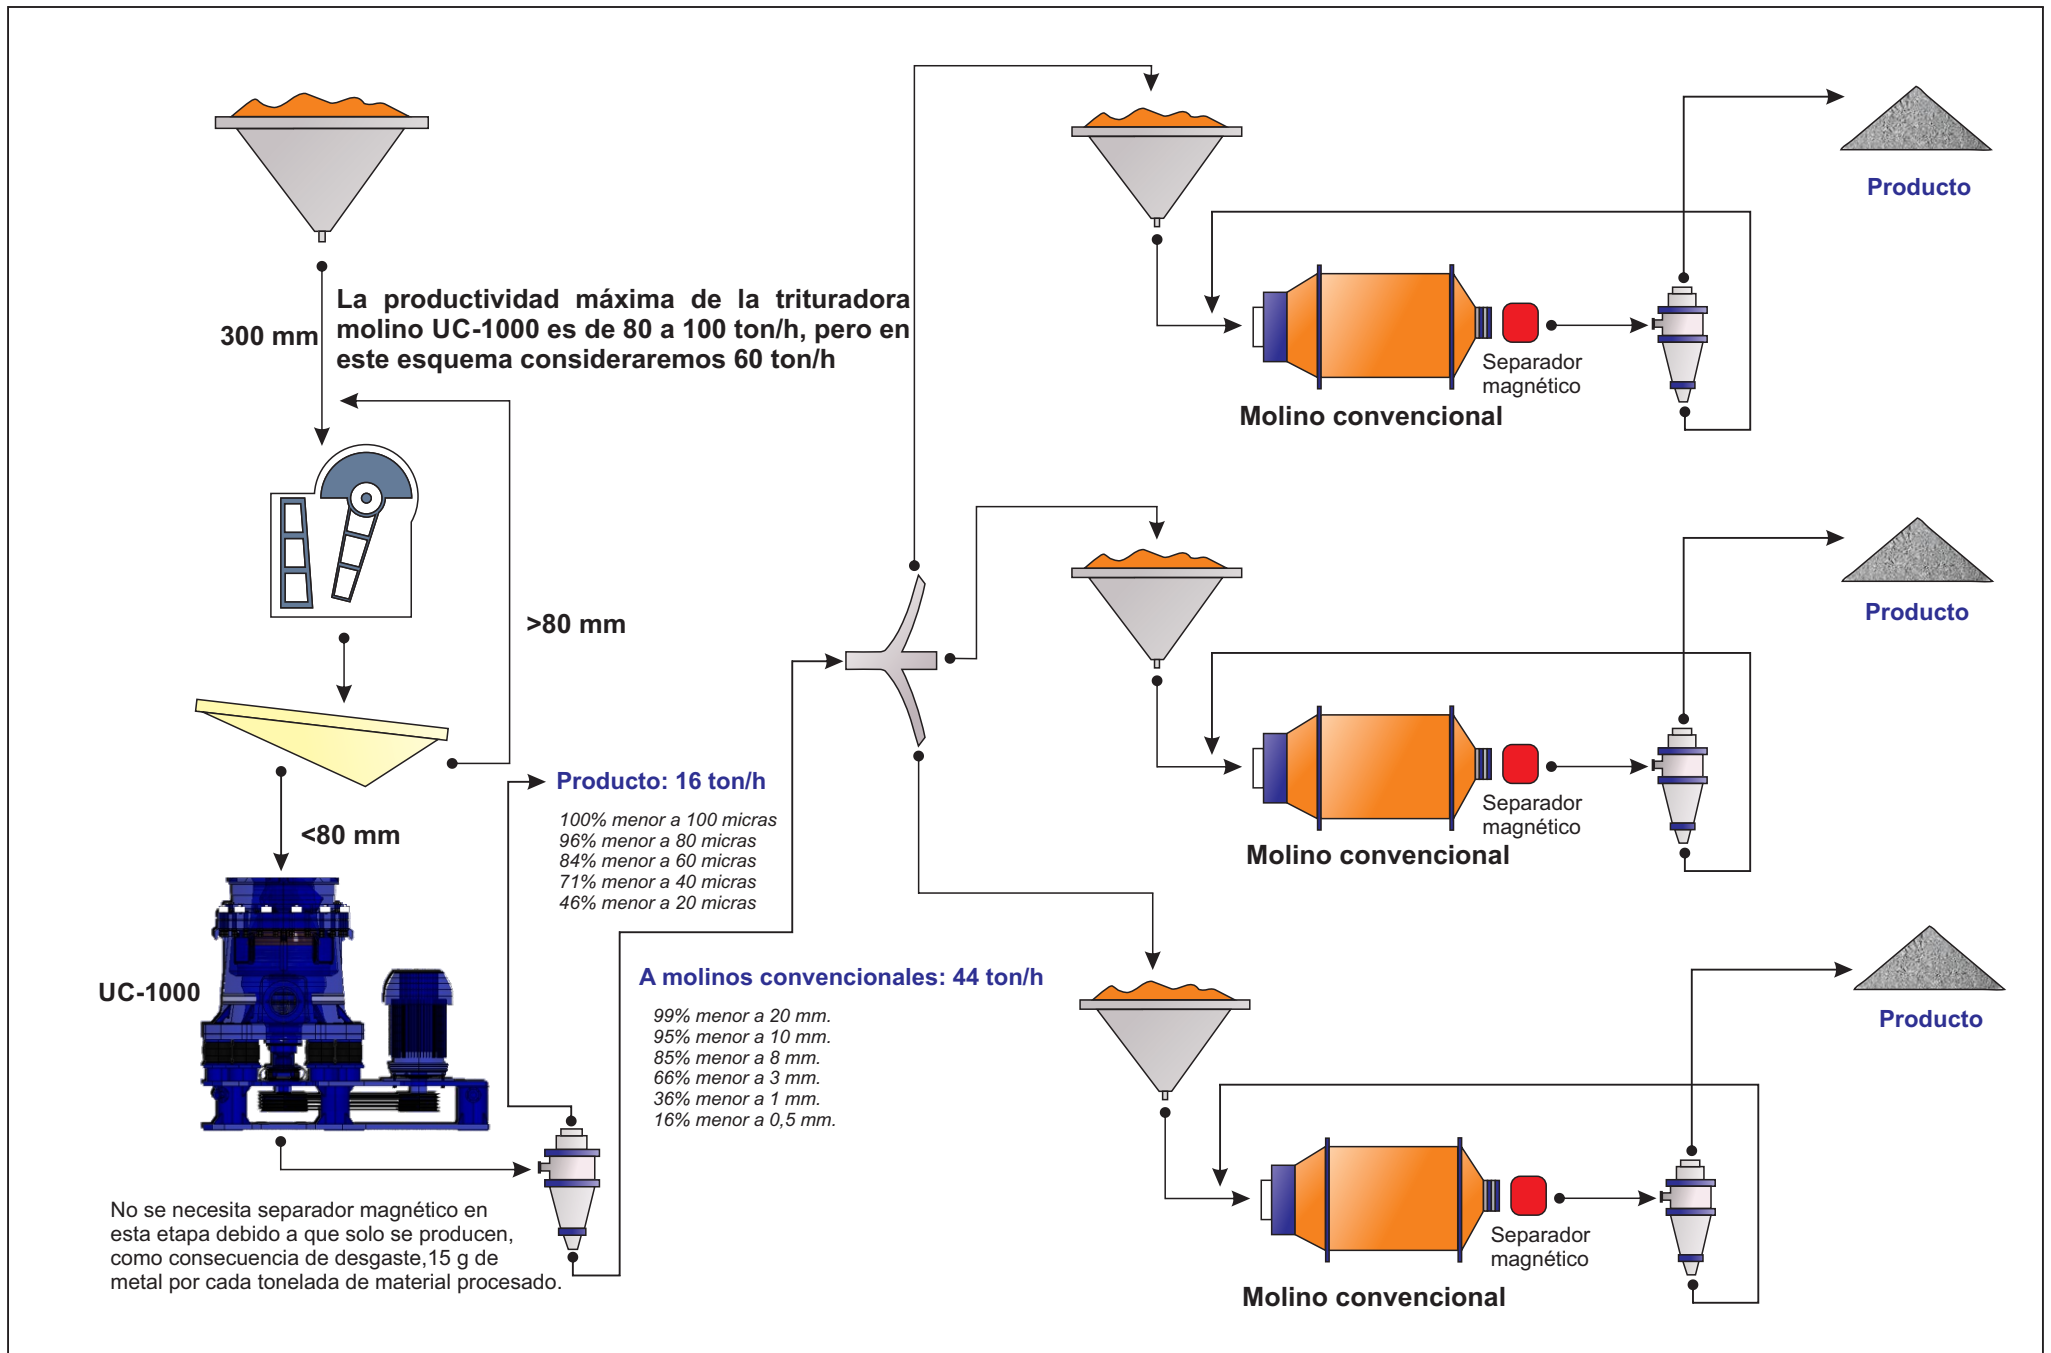 La productividad máxima de la trituradora
molino UC-1000 es de 80 a 100 ton/h, pero en
este esquema consideraremos 60 ton/h
300 mm
>80 mm
<80 mm
UC-1000
No se necesita separador magnético en
esta etapa debido a que solo se producen,
como consecuencia de desgaste,15 g de
metal por cada tonelada de material procesado.
Producto: 16 ton/h
100% menor a 100 micras
96% menor a 80 micras
84% menor a 60 micras
71% menor a 40 micras
46% menor a 20 micras
A molinos convencionales: 44 ton/h
99% menor a 20 mm.
95% menor a 10 mm.
85% menor a 8 mm.
66% menor a 3 mm.
36% menor a 1 mm.
16% menor a 0,5 mm.
Separador
magnético
Molino convencional
Producto
Separador
magnético
Molino convencional
Producto
Separador
magnético
Molino convencional
Producto